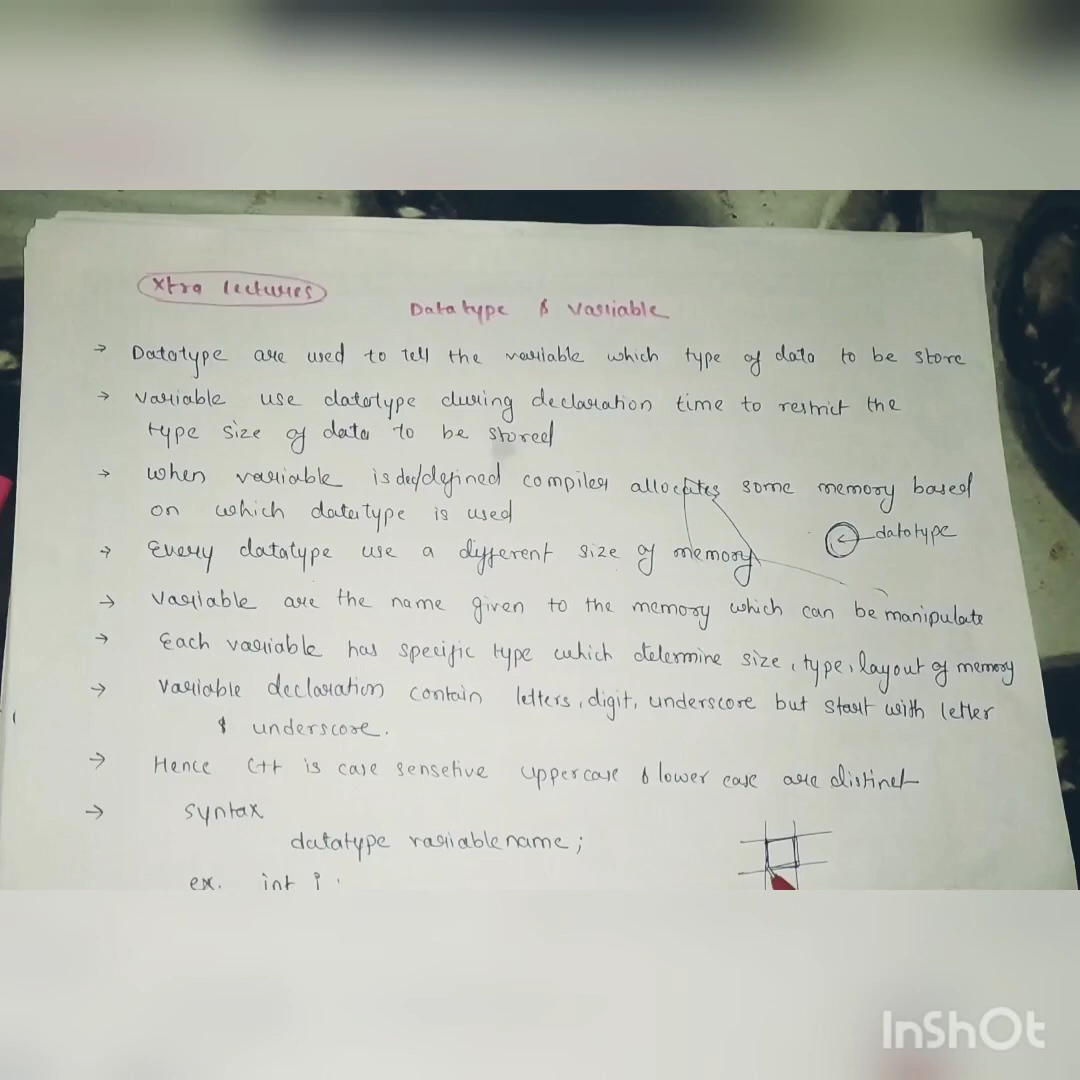 Xtra lectures
Datatype & Variable
→ Datatype are used to tell the variable which type of data to be store
→ variable use datatype during declaration time to restrict the
type size of data to be stored
→ when variable is dec/defined compiler allocates some memory based
on which datatype is used
datatype
→ Every datatype use a different size of memory
→ variable are the name given to the memory which can be manipulate
→ Each variable has specific type which determine size, type, layout of memory
→ variable declaration contain letters, digit, underscore but start with letter
& underscore.
→ Hence C++ is case sensetive uppercase & lower case are distinct
→ syntax
datatype variablename;
ex. int i
InShOt